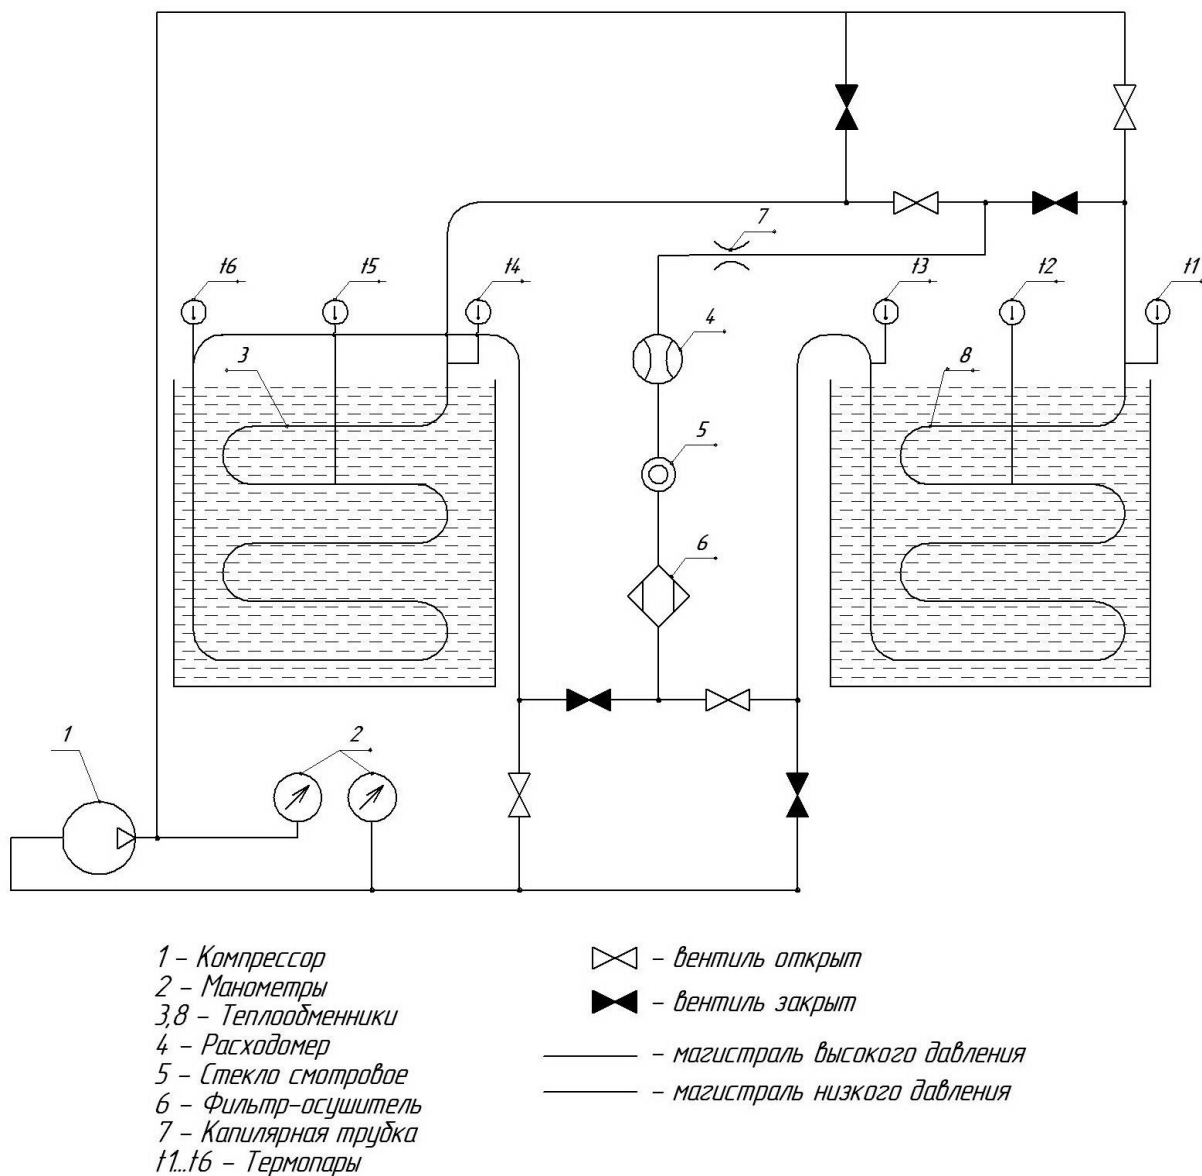 7
t6
t5
t4
t3
t2
t1
4
3
8
5
6
1
2
1 – Компрессор
2 – Манометры
3,8 – Теплообменники
4 – Расходомер
5 – Стекло смотровое
6 – Фильтр-осушитель
7 – Капилярная трубка
t1...t6 – Термопары
– вентиль открыт
– вентиль закрыт
– магистраль высокого давления
– магистраль низкого давления